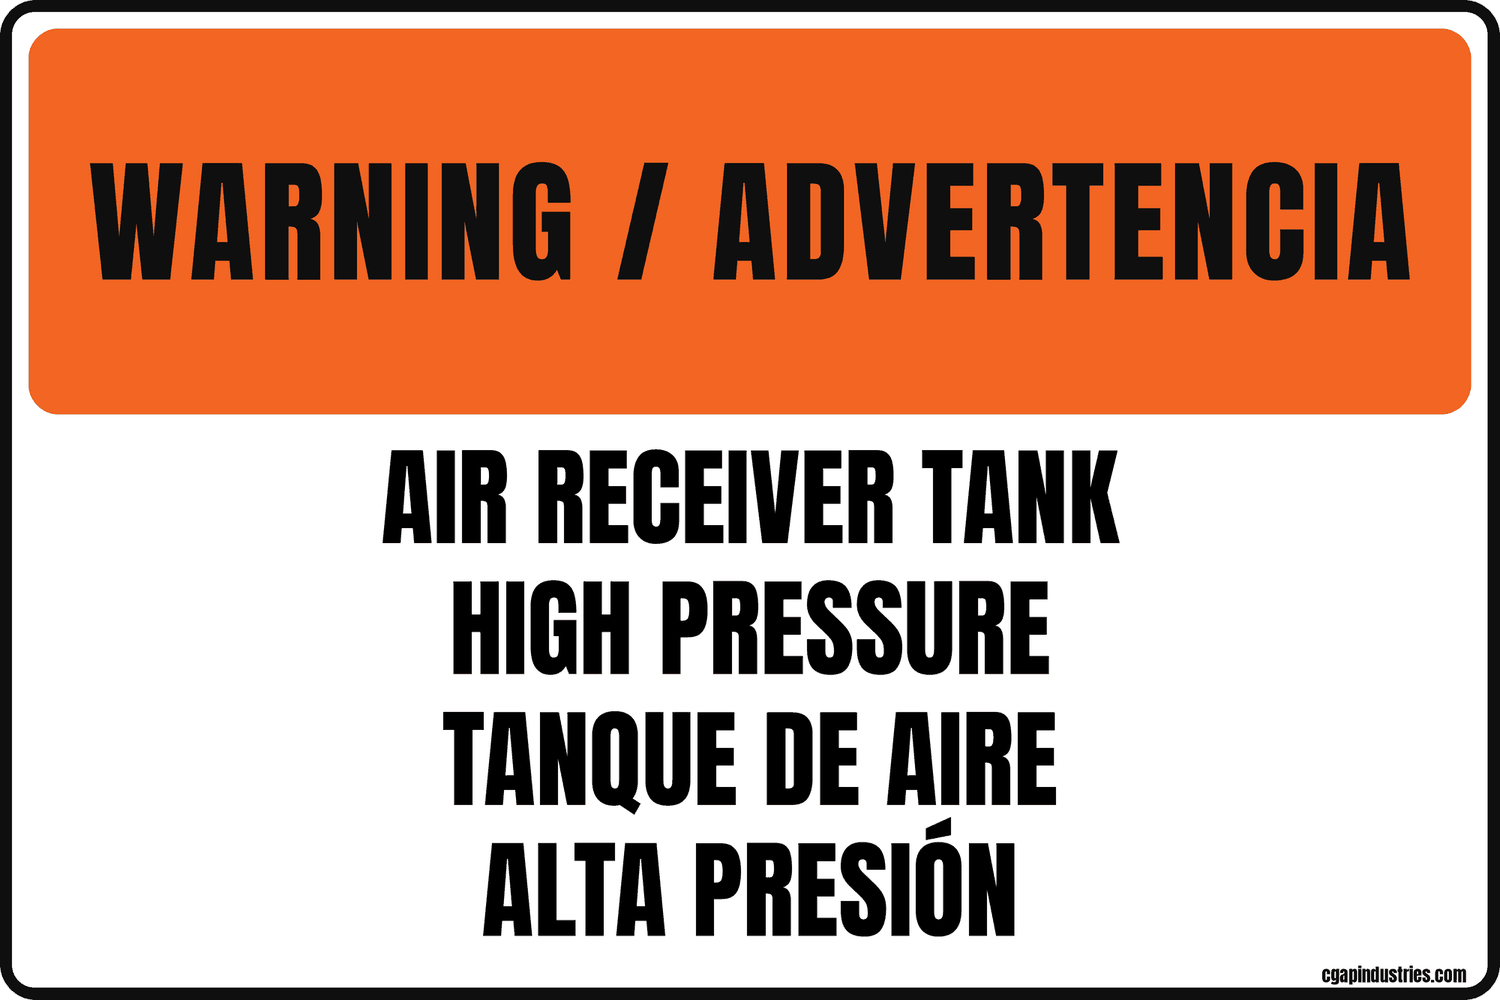 WARNING / ADVERTENCIA
AIR RECEIVER TANK
HIGH PRESSURE
TANQUE DE AIRE
ALTA PRESIÓN
cgapindustries.com